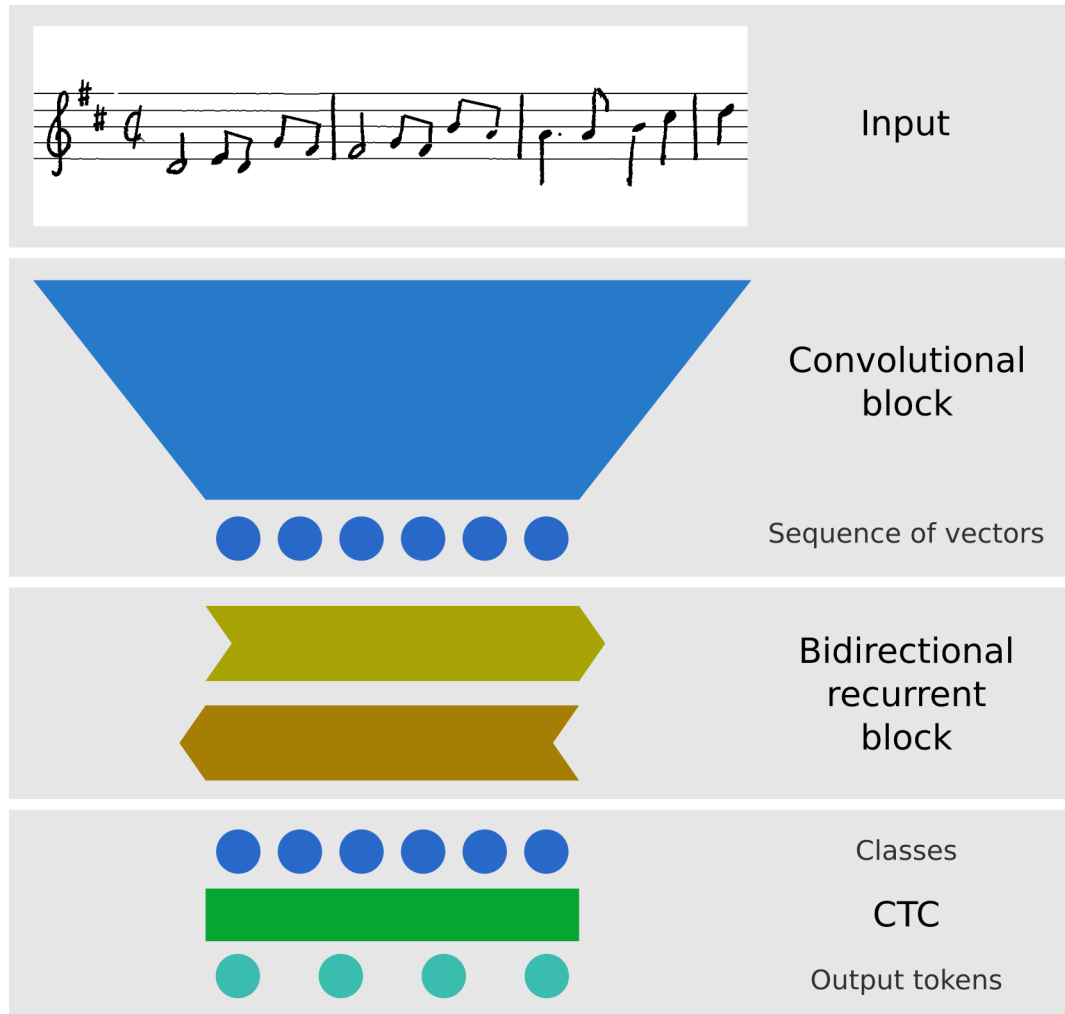 Input
Convolutional
block
Sequence of vectors
Bidirectional
recurrent
block
Classes
CTC
Output tokens